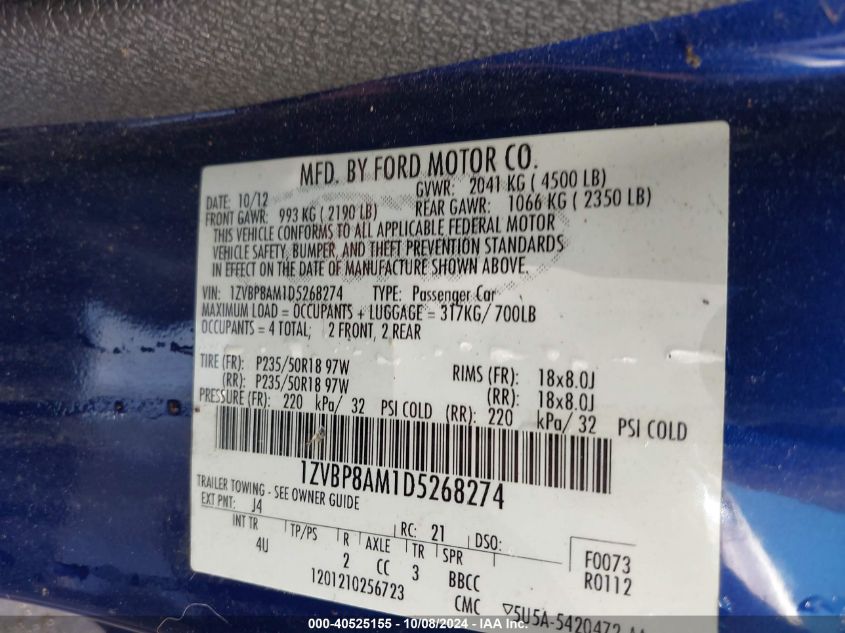 MFD. BY FORD MOTOR CO.
DATE: 10/12 GVWR: 2041 KG ( 4500 LB)
FRONT GAWR: 993 KG ( 2190 LB) REAR GAWR: 1066 KG ( 2350 LB)
THIS VEHICLE CONFORMS TO ALL APPLICABLE FEDERAL MOTOR
VEHICLE SAFETY, BUMPER, AND THEFT PREVENTION STANDARDS
IN EFFECT ON THE DATE OF MANUFACTURE SHOWN ABOVE.
VIN: 1ZVBP8AM1D5268274 TYPE: Passenger Car
MAXIMUM LOAD = OCCUPANTS + LUGGAGE = 317KG/ 700LB
OCCUPANTS = 4 TOTAL; 2 FRONT, 2 REAR
TIRE (FR): P235/50R18 97W RIMS (FR): 18x8.0J
(RR): P235/50R18 97W (RR): 18x8.0J
PRESSURE (FR): 220 kPa/ 32 PSI COLD (RR): 220 kPa/ 32 PSI COLD
1ZVBP8AM1D5268274
TRAILER TOWING - SEE OWNER GUIDE
EXT PNT: J4 RC: 21 DSO:
INT TR TP/PS R AXLE TR SPR F0073
4U 2 CC 3 BBCC R0112
1201210256723 CMC ▽5U5A-5420472
000-40525155 - 10/08/2024 - IAA Inc.